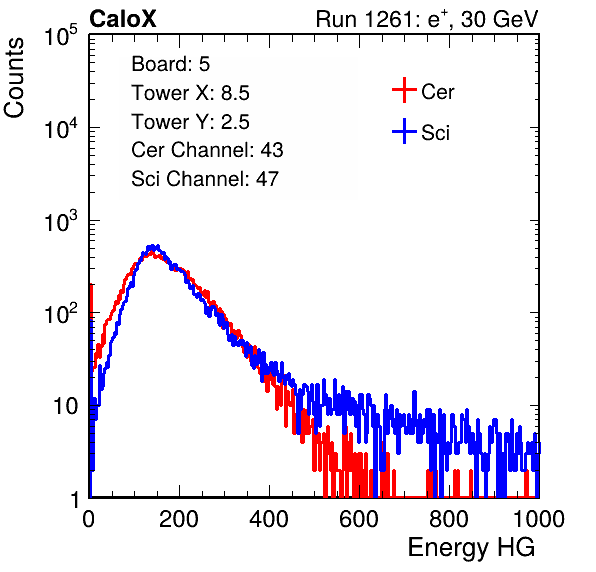 CaloX Run 1261: e⁺, 30 GeV
Board: 5
Tower X: 8.5
Tower Y: 2.5
Cer Channel: 43
Sci Channel: 47
Cer
Sci
Counts
10⁵
10⁴
10³
10²
10
1
0 200 400 600 800 1000
Energy HG